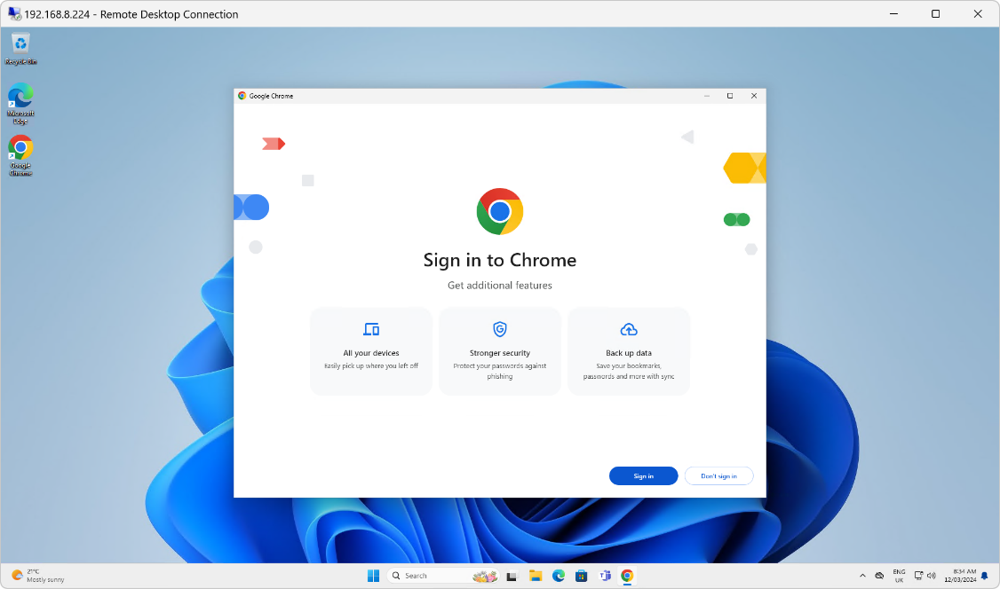 192.168.8.224 - Remote Desktop Connection
Recycle Bin
Microsoft
Edge
Google
Chrome
Google Chrome
Sign in to Chrome
Get additional features
All your devices
Easily pick up where you left off
Stronger security
Protect your passwords against
phishing
Back up data
Save your bookmarks,
passwords and more with sync
Sign in
Don't sign in
21°C
Mostly sunny
Search
ENG
UK
8:34 AM
12/03/2024